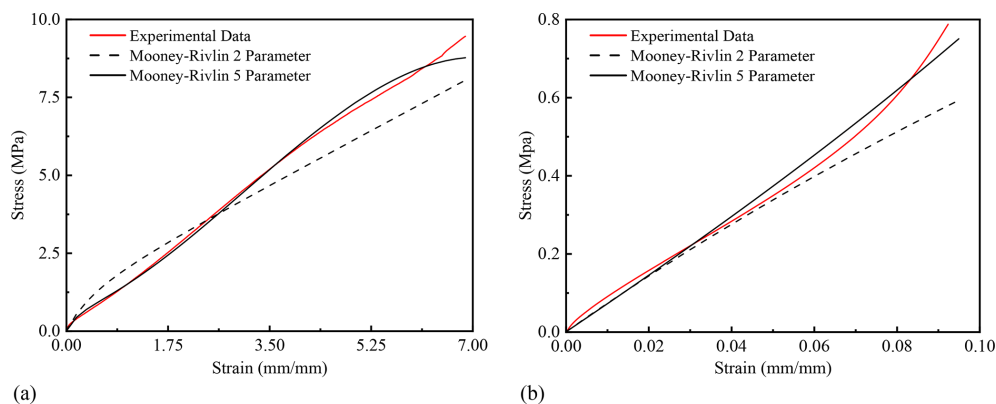 10.0
7.5
5.0
2.5
0.0
Stress (MPa)
Experimental Data
Mooney-Rivlin 2 Parameter
Mooney-Rivlin 5 Parameter
0.00 1.75 3.50 5.25 7.00
Strain (mm/mm)
(a)
0.8
0.6
0.4
0.2
0.0
Stress (Mpa)
Experimental Data
Mooney-Rivlin 2 Parameter
Mooney-Rivlin 5 Parameter
0.00 0.02 0.04 0.06 0.08 0.10
Strain (mm/mm)
(b)